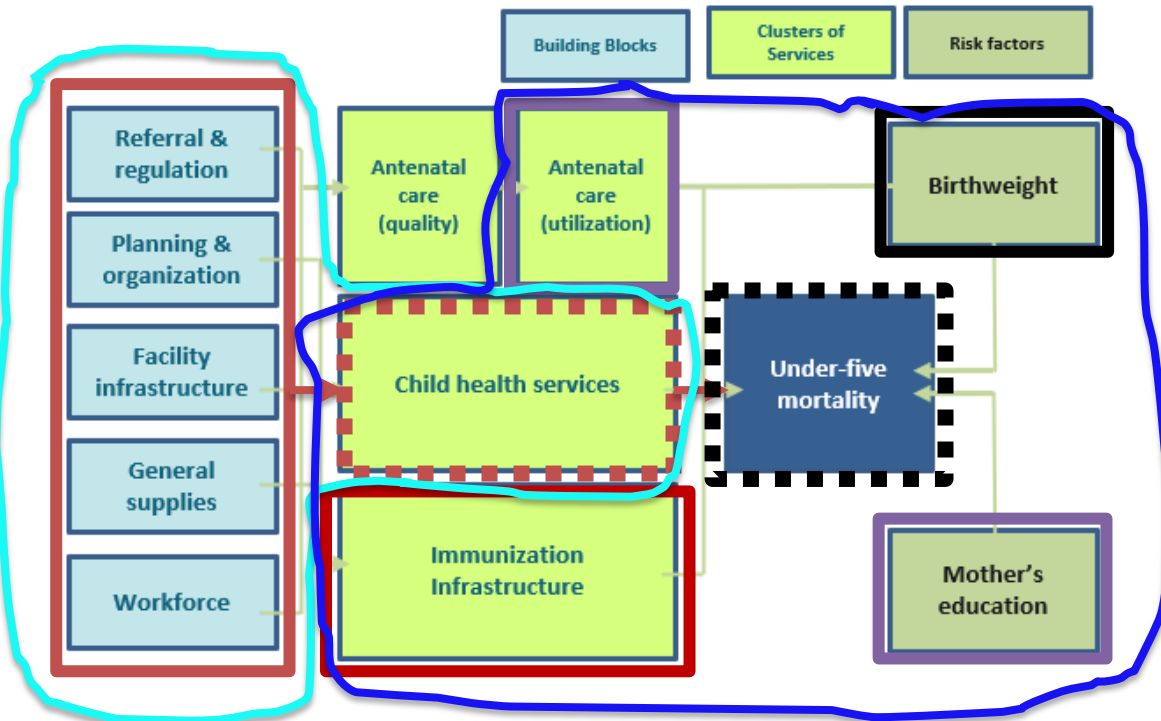 Building Blocks
Clusters of
Services
Risk factors
Referral &
regulation
Planning &
organization
Facility
infrastructure
General
supplies
Workforce
Antenatal
care
(quality)
Antenatal
care
(utilization)
Child health services
Immunization
Infrastructure
Birthweight
Under-five
mortality
Mother’s
education